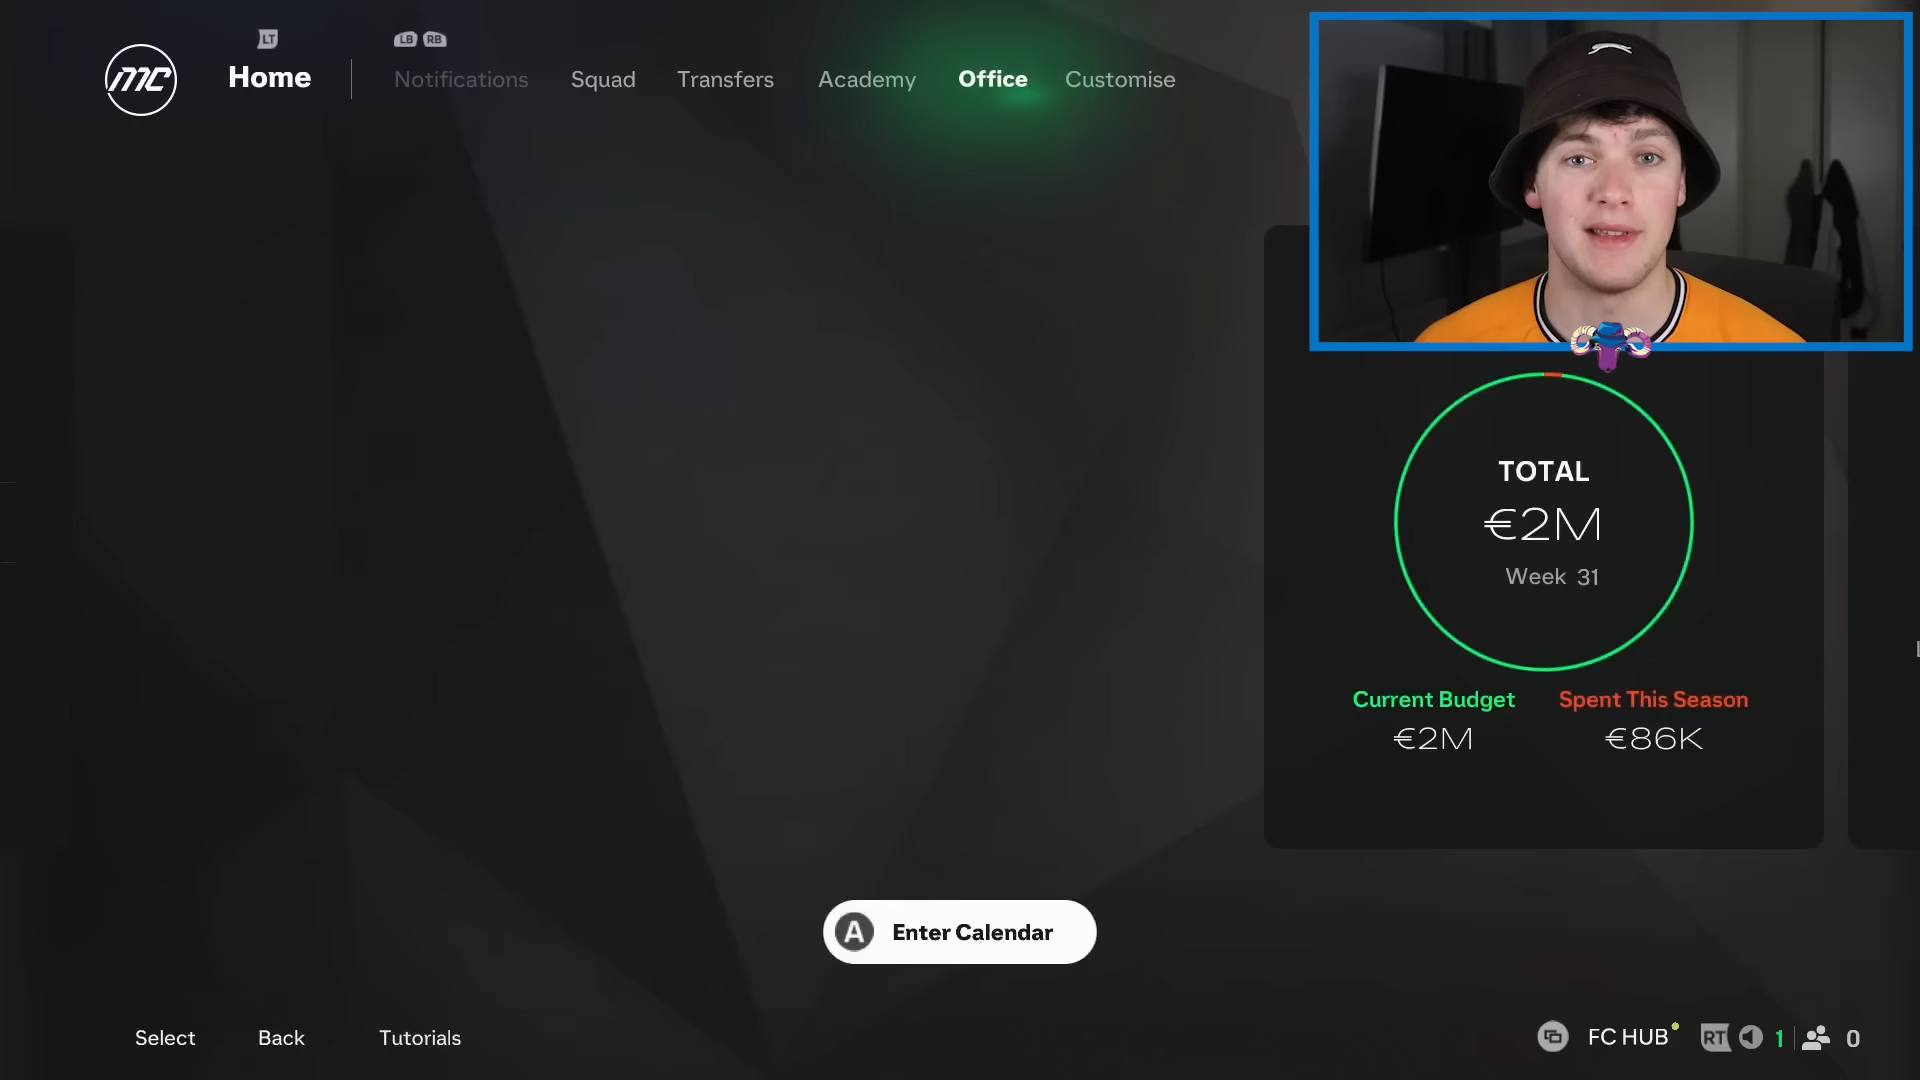 LT
LB RB
MC
Home
Notifications
Squad
Transfers
Academy
Office
Customise
TOTAL
€2M
Week 31
Current Budget
€2M
Spent This Season
€86K
A Enter Calendar
Select
Back
Tutorials
FC HUB
RT
1
0